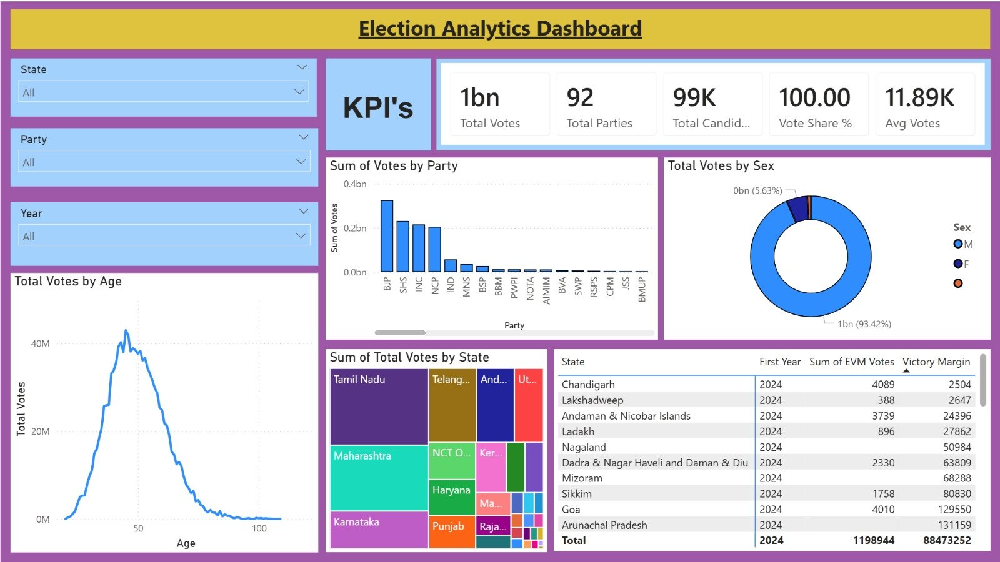 Election Analytics Dashboard
State
All
Party
All
Year
All
KPI's
1bn
Total Votes
92
Total Parties
99K
Total Candid...
100.00
Vote Share %
11.89K
Avg Votes
Sum of Votes by Party
Sum of Votes
0.4bn
0.2bn
0.0bn
BJP
SHS
INC
NCP
IND
MNS
BSP
BBM
PWPI
NOTA
AIMIM
BVA
SWP
RSPS
CPM
JSS
BMUP
Party
Total Votes by Sex
0bn (5.63%)
1bn (93.42%)
Sex
M
F
Total Votes by Age
Total Votes
40M
20M
0M
50
100
Age
Sum of Total Votes by State
Tamil Nadu
Maharashtra
Karnataka
Telang...
NCT O...
Haryana
Punjab
And...
Ut...
Ker...
Ma...
Raja...
State First Year Sum of EVM Votes Victory Margin
Chandigarh 2024 4089 2504
Lakshadweep 2024 388 2647
Andaman & Nicobar Islands 2024 3739 24396
Ladakh 2024 896 27862
Nagaland 2024 50984
Dadra & Nagar Haveli and Daman & Diu 2024 2330 63809
Mizoram 2024 68288
Sikkim 2024 1758 80830
Goa 2024 4010 129550
Arunachal Pradesh 2024 131159
Total 2024 1198944 88473252